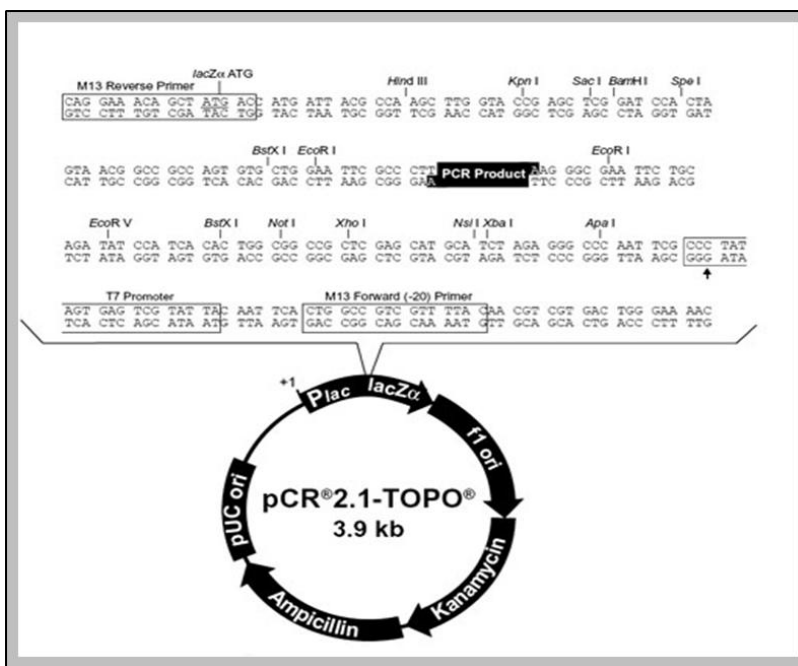 lacZα ATG
M13 Reverse Primer Hind III Kpn I Sac I BamH I Spe I
CAG GAA ACA GCT ATG ACC ATG ATT ACG CCA AGC TTG GTA CCG AGC TCG GAT CCA CTA
GTC CTT TGT CGA TAC TGG TAC TAA TGC GGT TCG AAC CAT GGC TCG AGC CTA GGT GAT
BstX I EcoR I EcoR I
GTA ACG GCC GCC AGT GTG CTG GAA TTC GCC CTT PCR Product AAG GGC GAA TTC TGC
CAT TGC CGG CGG TCA CAC GAC CTT AAG CGG GAA TTC CCG CTT AAG ACG
EcoR V BstX I Not I Xho I Nsi I Xba I Apa I
AGA TAT CCA TCA CAC TGG CGG CCG CTC GAG CAT GCA TCT AGA GGG CCC AAT TCG CCC TAT
TCT ATA GGT AGT GTG ACC GCC GGC GAG CTC GTA CGT AGA TCT CCC GGG TTA AGC GGG ATA
T7 Promoter M13 Forward (-20) Primer
AGT GAG TCG TAT TAC AAT TCA CTG GCC GTC GTT TTA CAA CGT CGT GAC TGG GAA AAC
TCA CTC AGC ATA ATG TTA AGT GAC CGG CAG CAA AAT GTT GCA GCA CTG ACC CTT TTG
+1
Plac lacZα
f1 ori
pUC ori
pCR®2.1-TOPO®
3.9 kb
Kanamycin
Ampicillin